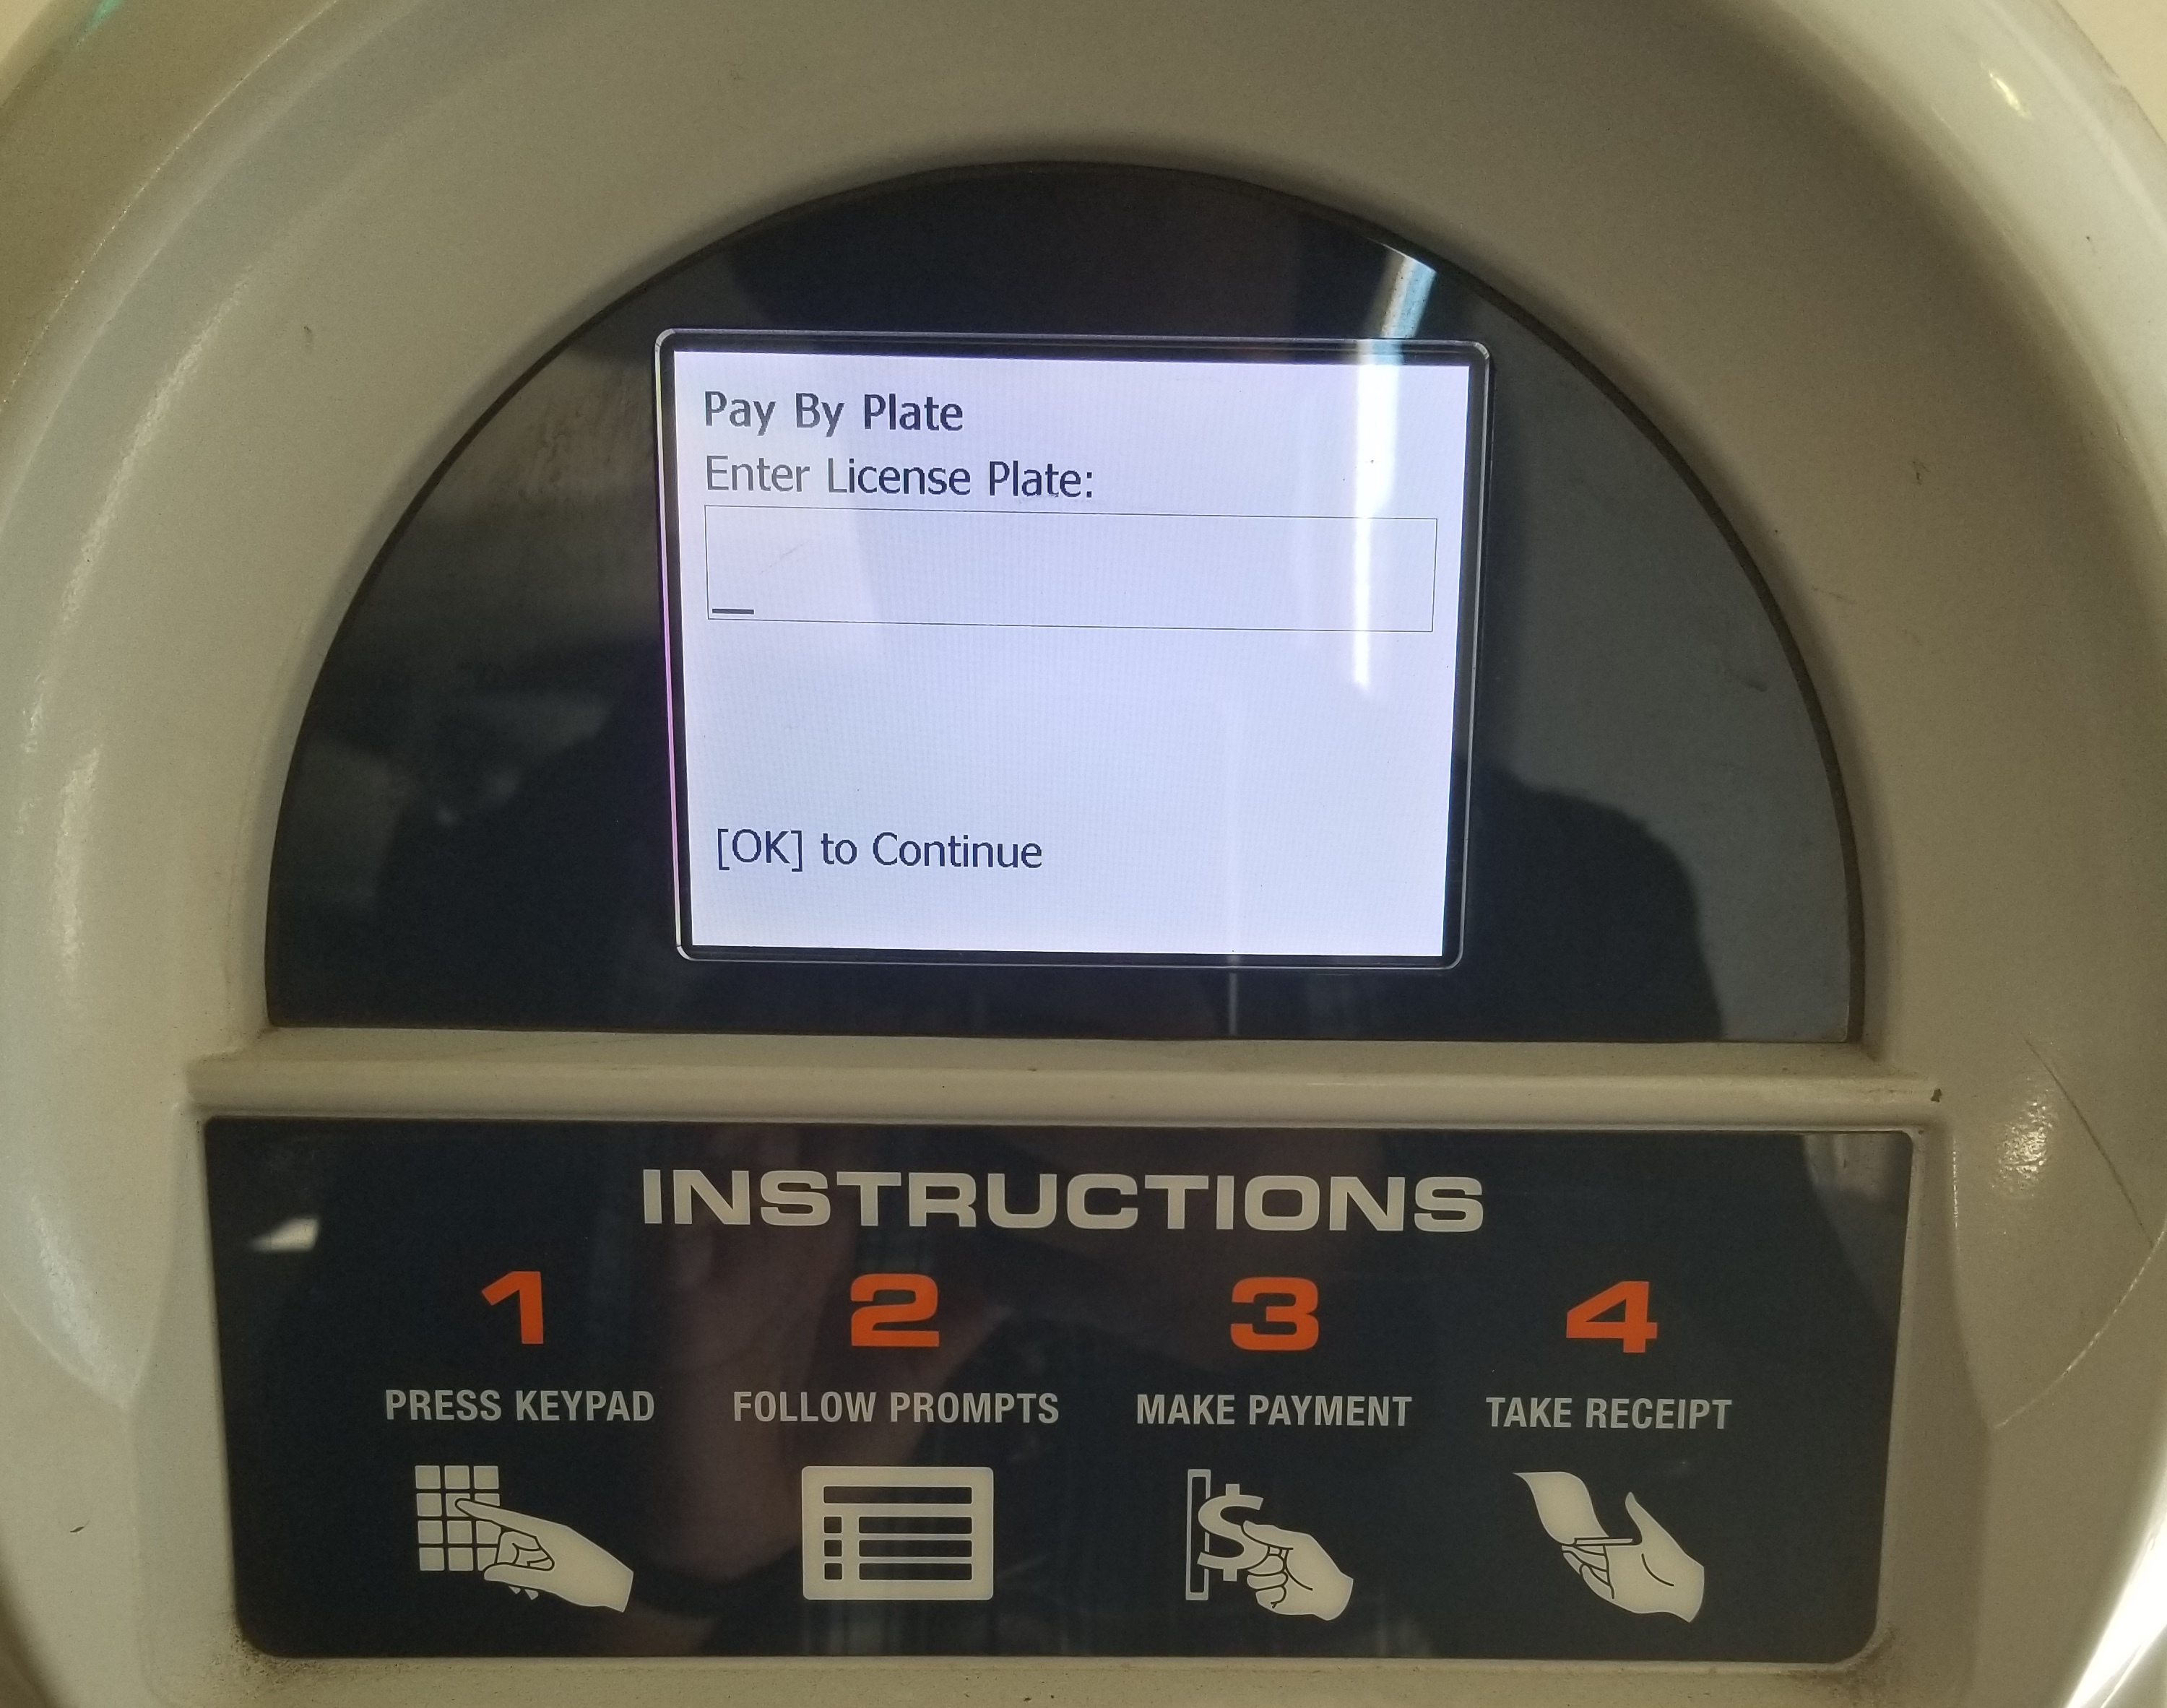 Pay By Plate
Enter License Plate:
[OK] to Continue
INSTRUCTIONS
1 2 3 4
PRESS KEYPAD FOLLOW PROMPTS MAKE PAYMENT TAKE RECEIPT
$